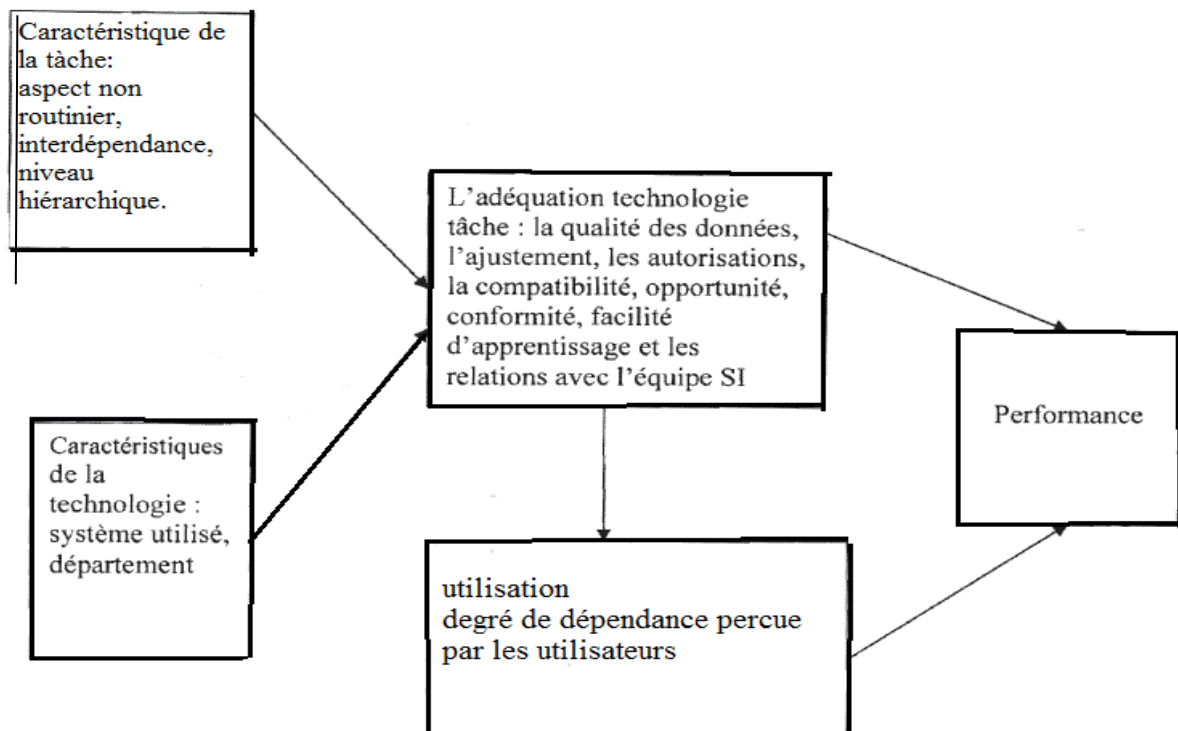 Caractéristique de
la tàche:
aspect non
routinier,
interdépendance,
niveau
hiérarchique.
L'adéquation technologie
tâche : la qualité des données,
l'ajustement, les autorisations,
la compatibilité, opportunité,
conformité, facilité
d'apprentissage et les
relations avec l'équipe SI
Performance
Caractéristiques
de la
technologie :
système utilisé,
département
utilisation
degré de dépendance percue
par les utilisateurs